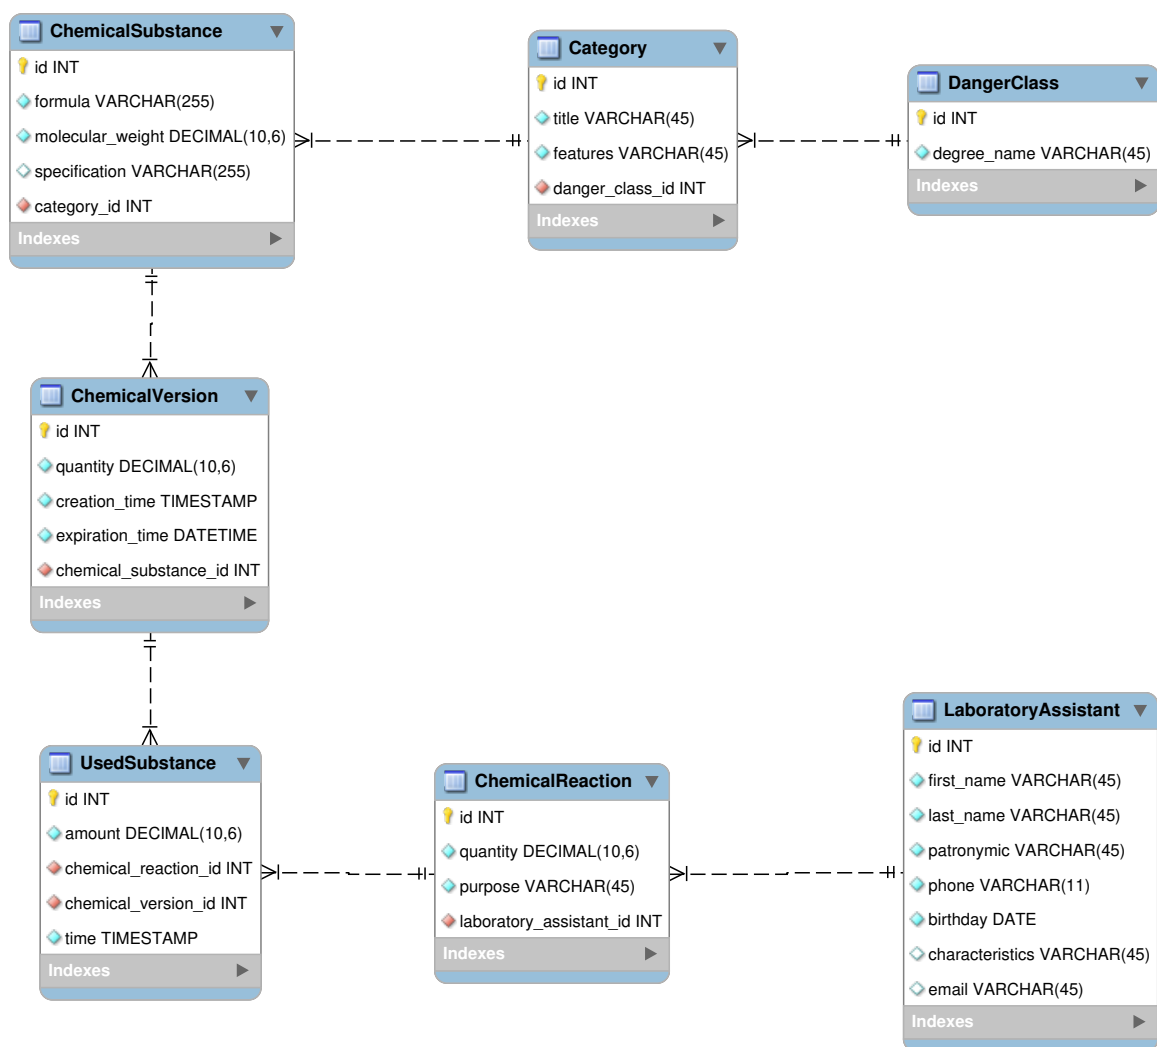 ChemicalSubstance
id INT
formula VARCHAR(255)
molecular_weight DECIMAL(10,6)
specification VARCHAR(255)
category_id INT
Indexes
Category
id INT
title VARCHAR(45)
features VARCHAR(45)
danger_class_id INT
Indexes
DangerClass
id INT
degree_name VARCHAR(45)
Indexes
ChemicalVersion
id INT
quantity DECIMAL(10,6)
creation_time TIMESTAMP
expiration_time DATETIME
chemical_substance_id INT
Indexes
UsedSubstance
id INT
amount DECIMAL(10,6)
chemical_reaction_id INT
chemical_version_id INT
time TIMESTAMP
Indexes
ChemicalReaction
id INT
quantity DECIMAL(10,6)
purpose VARCHAR(45)
laboratory_assistant_id INT
Indexes
LaboratoryAssistant
id INT
first_name VARCHAR(45)
last_name VARCHAR(45)
patronymic VARCHAR(45)
phone VARCHAR(11)
birthday DATE
characteristics VARCHAR(45)
email VARCHAR(45)
Indexes